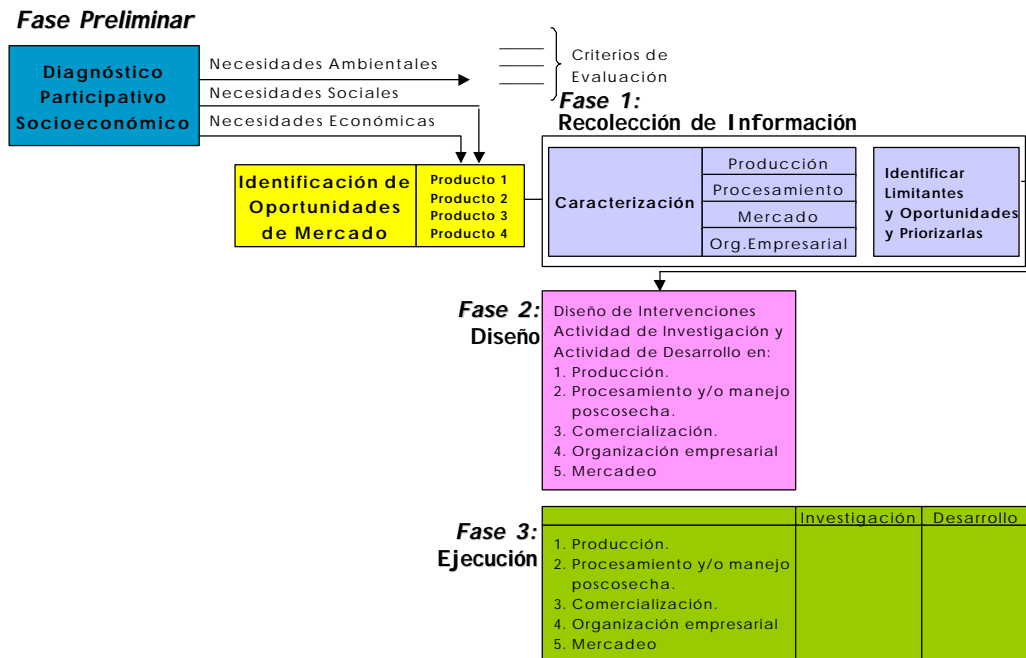 Fase Preliminar
Diagnóstico
Participativo
Socioeconómico
Necesidades Ambientales
Necesidades Sociales
Necesidades Económicas
Criterios de
Evaluación
Fase 1:
Recolección de Información
Identificación de
Oportunidades
de Mercado
Producto 1
Producto 2
Producto 3
Producto 4
Caracterización
Producción
Procesamiento
Mercado
Org.Empresarial
Identificar
Limitantes
y Oportunidades
y Priorizarlas
Fase 2:
Diseño
Diseño de Intervenciones
Actividad de Investigación y
Actividad de Desarrollo en:
1. Producción.
2. Procesamiento y/o manejo
poscosecha.
3. Comercialización.
4. Organización empresarial
5. Mercadeo
Fase 3:
Ejecución
Investigación
Desarrollo
1. Producción.
2. Procesamiento y/o manejo
poscosecha.
3. Comercialización.
4. Organización empresarial
5. Mercadeo